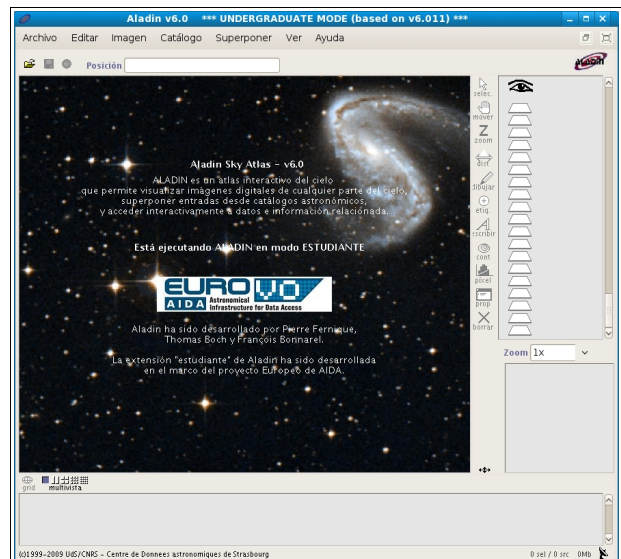 Aladin v6.0 *** UNDERGRADUATE MODE (based on v6.011) ***
Archivo Editar Imagen Catálogo Superponer Ver Ayuda
Posición
ALADIN
selec.
mover
Z
zoom
dist
dibujar
etiq.
escribir
cont
pixel
prop
borrar
Aladin Sky Atlas - v6.0
ALADIN es un atlas interactivo del cielo
que permite visualizar imágenes digitales de cualquier parte del cielo,
superponer entradas desde catálogos astronómicos,
y acceder interactivamente a datos e información relacionada.
Está ejecutando ALADIN en modo ESTUDIANTE
EURO VO
AIDA Astronomical
Infrastructure for Data Access
Aladin ha sido desarrollado por Pierre Fernique,
Thomas Boch y François Bonnarel.
La extensión "estudiante" de Aladin ha sido desarrollada
en el marco del proyecto Europeo de AIDA.
Zoom 1x
grid multivista
(c)1999-2009 UdS/CNRS - Centre de Donnees astronomiques de Strasbourg 0 sel / 0 src 0Mb